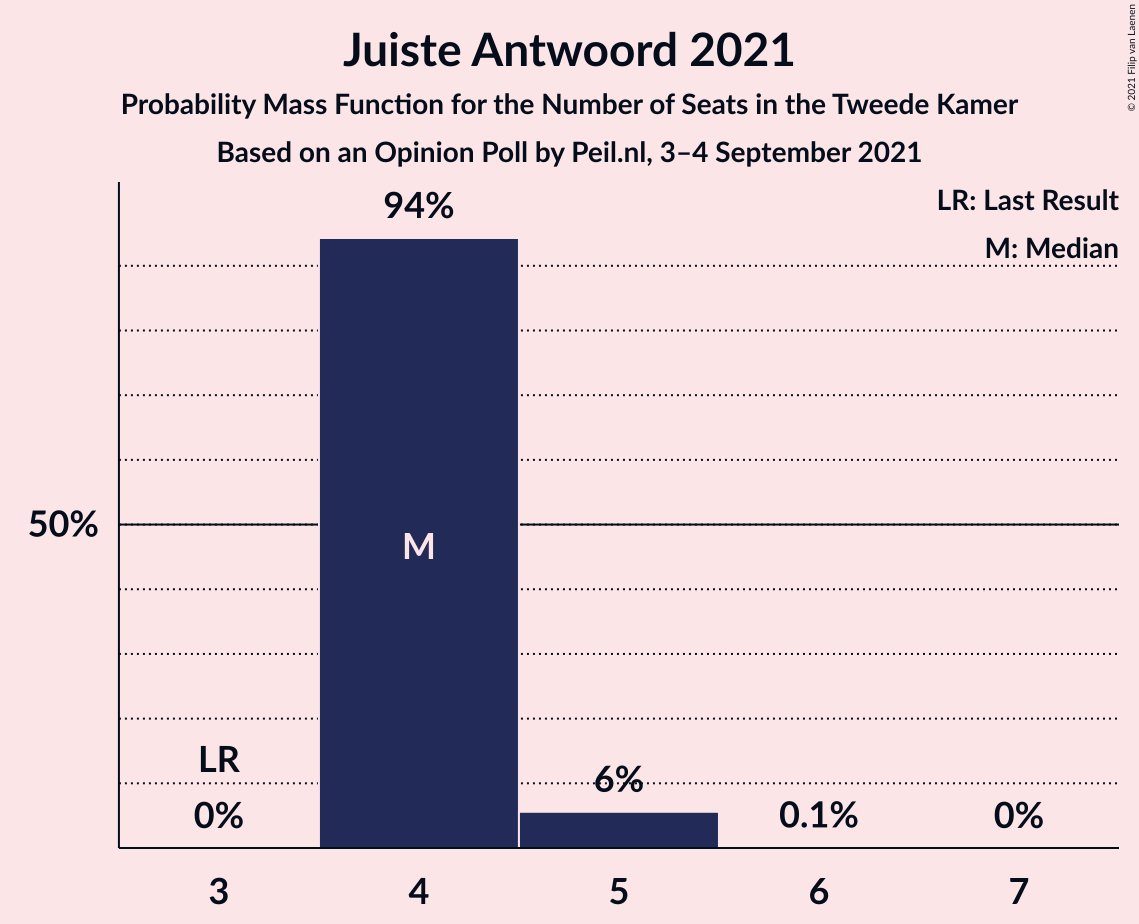 Juiste Antwoord 2021
Probability Mass Function for the Number of Seats in the Tweede Kamer
Based on an Opinion Poll by Peil.nl, 3–4 September 2021
© 2021 Filip van Laenen
LR: Last Result
M: Median
94%
50%
M
LR
0%
6%
0.1%
0%
3 4 5 6 7